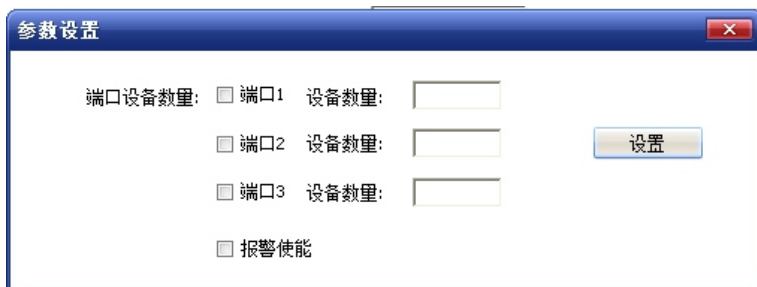 参数设置
端口设备数量: 端口1 设备数量:
端口2 设备数量: 设置
端口3 设备数量:
报警使能